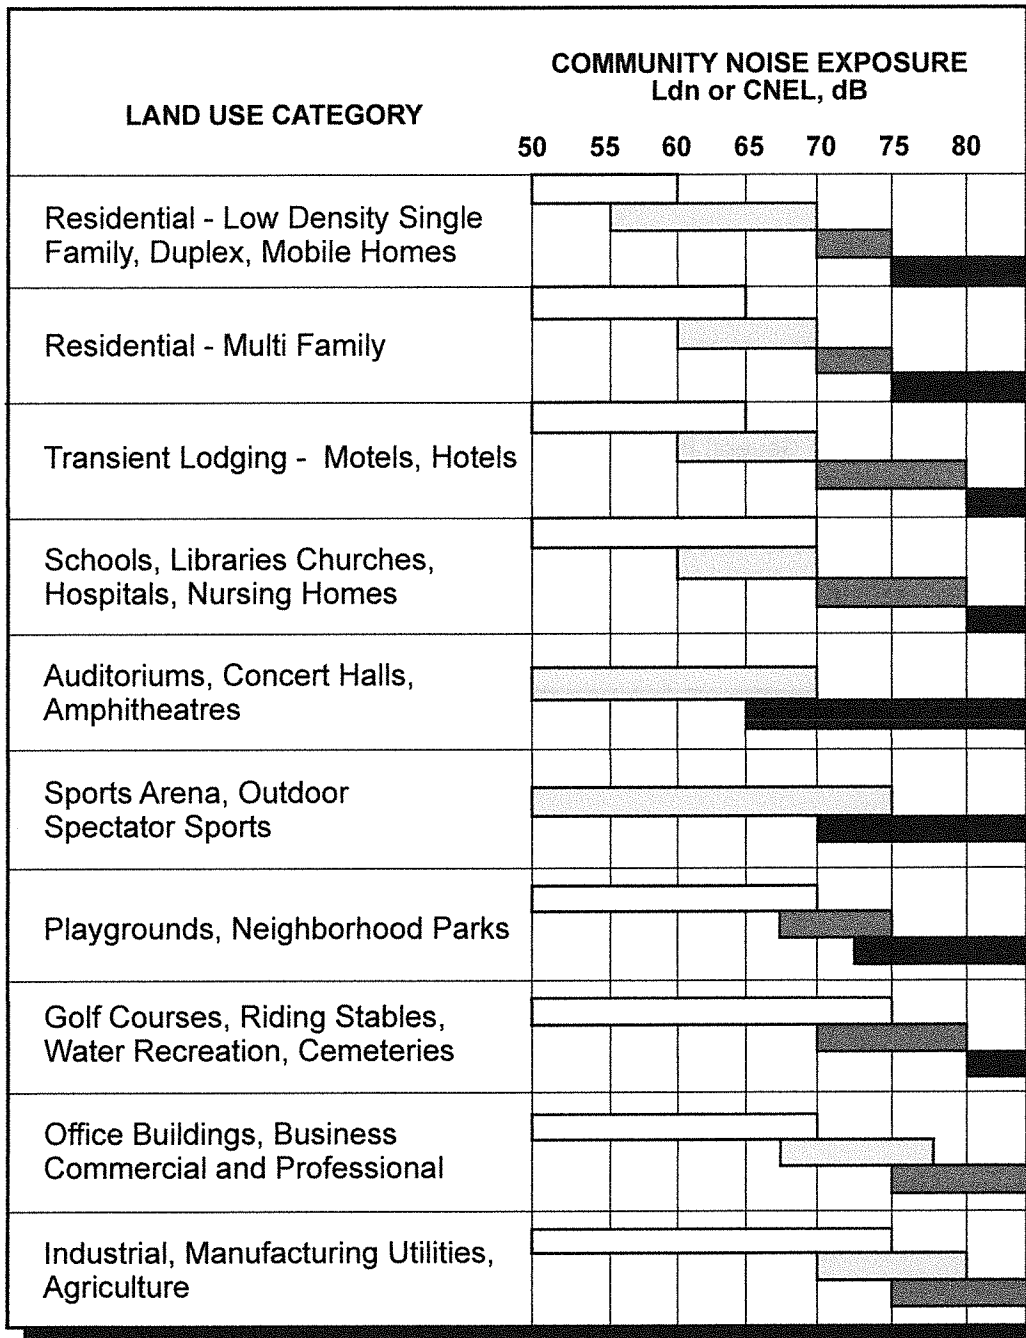 COMMUNITY NOISE EXPOSURE
Ldn or CNEL, dB
LAND USE CATEGORY
50 55 60 65 70 75 80
Residential - Low Density Single
Family, Duplex, Mobile Homes
Residential - Multi Family
Transient Lodging - Motels, Hotels
Schools, Libraries Churches,
Hospitals, Nursing Homes
Auditoriums, Concert Halls,
Amphitheatres
Sports Arena, Outdoor
Spectator Sports
Playgrounds, Neighborhood Parks
Golf Courses, Riding Stables,
Water Recreation, Cemeteries
Office Buildings, Business
Commercial and Professional
Industrial, Manufacturing Utilities,
Agriculture